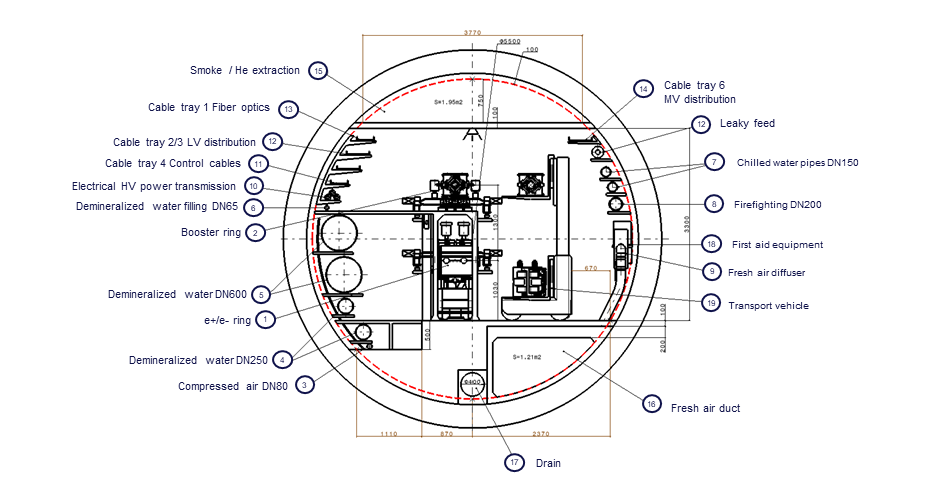 3770
Ø5500
100
Smoke / He extraction 15
S=1.95m2
750
100
14 Cable tray 6
MV distribution
Cable tray 1 Fiber optics 13
12 Leaky feed
Cable tray 2/3 LV distribution 12
Cable tray 4 Control cables 11
7 Chilled water pipes DN150
Electrical HV power transmission 10
Demineralized water filling DN65 6
8 Firefighting DN200
Booster ring 2
1300
3900
18 First aid equipment
9 Fresh air diffuser
670
Demineralized water DN600 5
1030
19 Transport vehicle
e+/e- ring 1
100
500
200
Demineralized water DN250 4
S=1.21m2
Compressed air DN80 3
Ø400
16 Fresh air duct
1110
870
2370
17 Drain